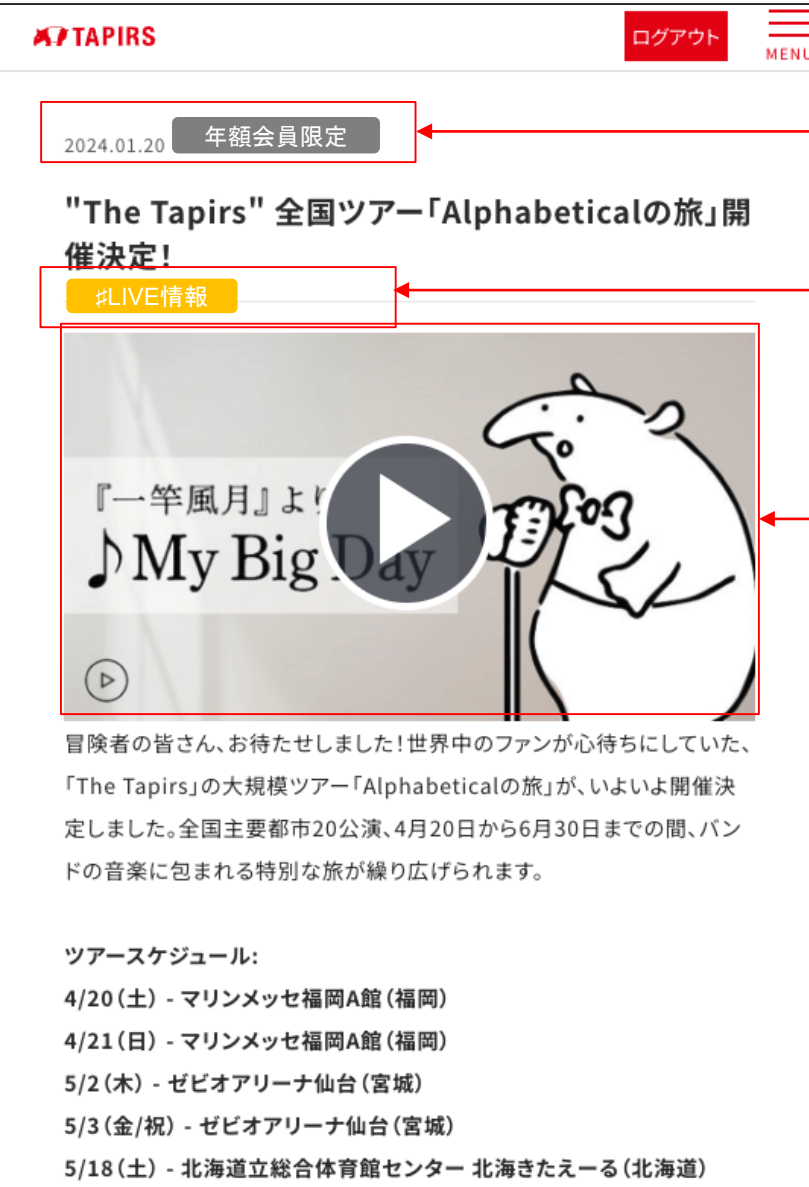 TAPIRS
ログアウト
MENU
2024.01.20
年額会員限定
"The Tapirs" 全国ツアー「Alphabeticalの旅」開
催決定！
#LIVE情報
『一竿風月』より
♪My Big Day
冒険者の皆さん、お待たせしました！世界中のファンが心待ちにしていた、
「The Tapirs」の大規模ツアー「Alphabeticalの旅」が、いよいよ開催決
定しました。全国主要都市20公演、4月20日から6月30日までの間、バン
ドの音楽に包まれる特別な旅が繰り広げられます。
ツアースケジュール:
4/20（土） - マリンメッセ福岡A館（福岡）
4/21（日） - マリンメッセ福岡A館（福岡）
5/2（木） - ゼビオアリーナ仙台（宮城）
5/3（金/祝） - ゼビオアリーナ仙台（宮城）
5/18（土） - 北海道立総合体育館センター 北海きたえーる（北海道）